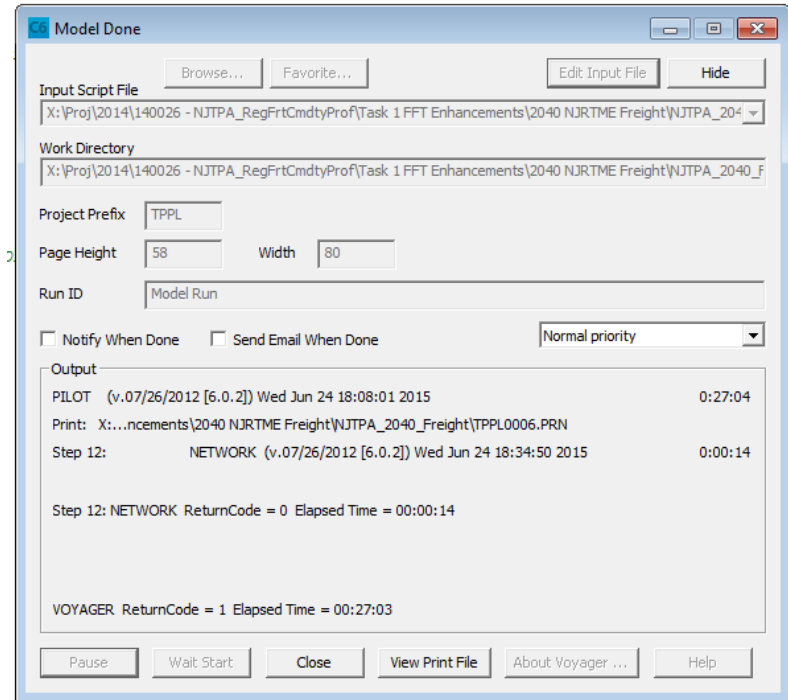 C6 Model Done
Browse... Favorite... Edit Input File Hide
Input Script File
X:\Proj\2014\140026 - NJTPA_RegFrtCmdtyProf\Task 1 FFT Enhancements\2040 NJRTME Freight\NJTPA_204
Work Directory
X:\Proj\2014\140026 - NJTPA_RegFrtCmdtyProf\Task 1 FFT Enhancements\2040 NJRTME Freight\NJTPA_2040_F
Project Prefix TPPL
Page Height 58 Width 80
Run ID Model Run
Notify When Done Send Email When Done Normal priority
Output
PILOT (v.07/26/2012 [6.0.2]) Wed Jun 24 18:08:01 2015 0:27:04
Print: X:...ncements\2040 NJRTME Freight\NJTPA_2040_Freight\TPPL0006.PRN
Step 12: NETWORK (v.07/26/2012 [6.0.2]) Wed Jun 24 18:34:50 2015 0:00:14
Step 12: NETWORK ReturnCode = 0 Elapsed Time = 00:00:14
VOYAGER ReturnCode = 1 Elapsed Time = 00:27:03
Pause Wait Start Close View Print File About Voyager ... Help